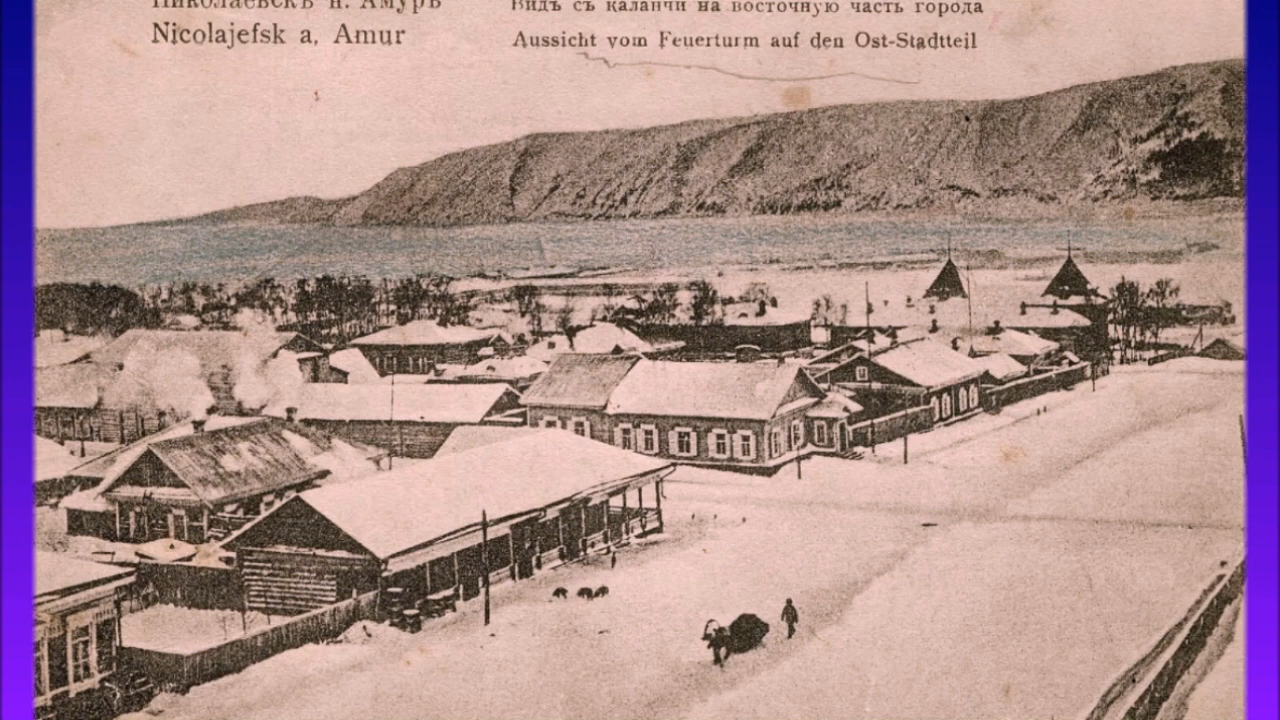 Николаевскъ н. Амуръ
Nicolajefsk a, Amur
Видъ съ каланчи на восточную часть города
Aussicht vom Feuerturm auf den Ost-Stadtteil